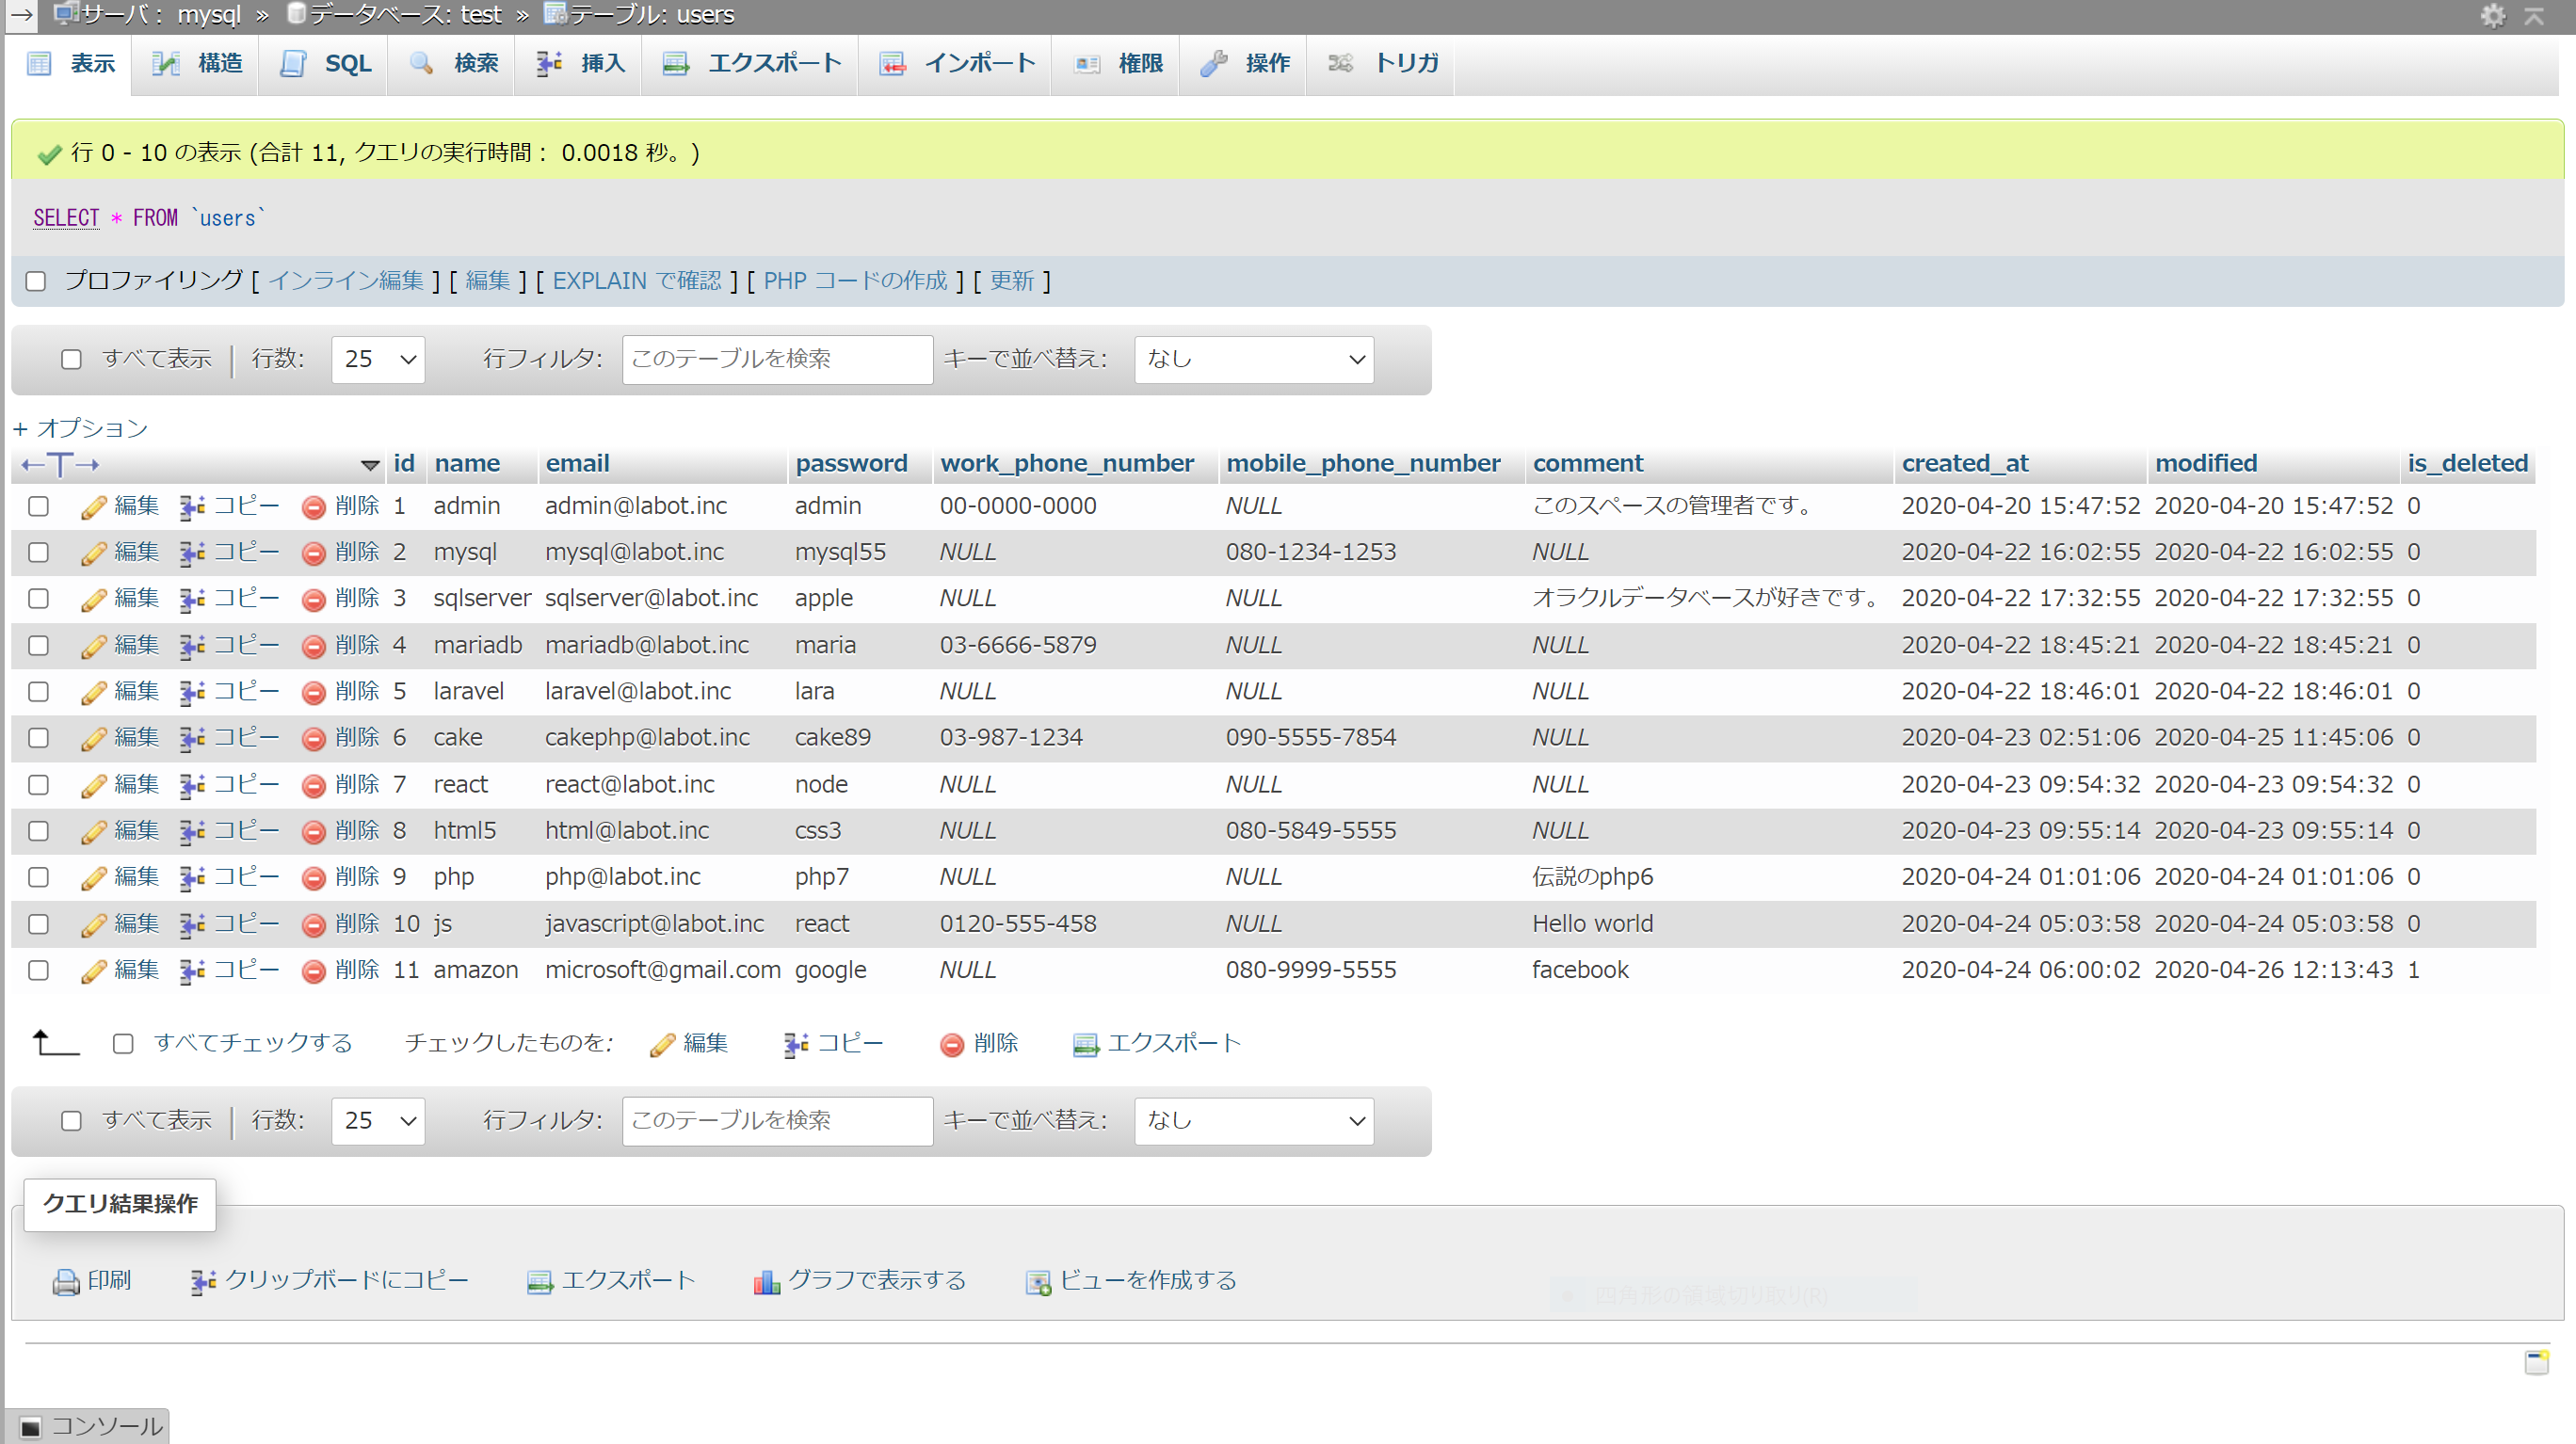 サーバ： mysql » データベース: test » テーブル: users
表示 構造 SQL 検索 挿入 エクスポート インポート 権限 操作 トリガ
行 0 - 10 の表示 (合計 11, クエリの実行時間： 0.0018 秒。)
SELECT * FROM `users`
プロファイリング [ インライン編集 ] [ 編集 ] [ EXPLAIN で確認 ] [ PHP コードの作成 ] [ 更新 ]
すべて表示 | 行数: 25 行フィルタ: このテーブルを検索 キーで並べ替え: なし
+ オプション
←T→ id name email password work_phone_number mobile_phone_number comment created_at modified is_deleted
編集 コピー 削除 1 admin admin@labot.inc admin 00-0000-0000 NULL このスペースの管理者です。 2020-04-20 15:47:52 2020-04-20 15:47:52 0
編集 コピー 削除 2 mysql mysql@labot.inc mysql55 NULL 080-1234-1253 NULL 2020-04-22 16:02:55 2020-04-22 16:02:55 0
編集 コピー 削除 3 sqlserver sqlserver@labot.inc apple NULL NULL オラクルデータベースが好きです。 2020-04-22 17:32:55 2020-04-22 17:32:55 0
編集 コピー 削除 4 mariadb mariadb@labot.inc maria 03-6666-5879 NULL NULL 2020-04-22 18:45:21 2020-04-22 18:45:21 0
編集 コピー 削除 5 laravel laravel@labot.inc lara NULL NULL NULL 2020-04-22 18:46:01 2020-04-22 18:46:01 0
編集 コピー 削除 6 cake cakephp@labot.inc cake89 03-987-1234 090-5555-7854 NULL 2020-04-23 02:51:06 2020-04-25 11:45:06 0
編集 コピー 削除 7 react react@labot.inc node NULL NULL NULL 2020-04-23 09:54:32 2020-04-23 09:54:32 0
編集 コピー 削除 8 html5 html@labot.inc css3 NULL 080-5849-5555 NULL 2020-04-23 09:55:14 2020-04-23 09:55:14 0
編集 コピー 削除 9 php php@labot.inc php7 NULL NULL 伝説のphp6 2020-04-24 01:01:06 2020-04-24 01:01:06 0
編集 コピー 削除 10 js javascript@labot.inc react 0120-555-458 NULL Hello world 2020-04-24 05:03:58 2020-04-24 05:03:58 0
編集 コピー 削除 11 amazon microsoft@gmail.com google NULL 080-9999-5555 facebook 2020-04-24 06:00:02 2020-04-26 12:13:43 1
すべてチェックする チェックしたものを: 編集 コピー 削除 エクスポート
すべて表示 | 行数: 25 行フィルタ: このテーブルを検索 キーで並べ替え: なし
クエリ結果操作
印刷 クリップボードにコピー エクスポート グラフで表示する ビューを作成する
四角形の領域切り取り(R)
コンソール